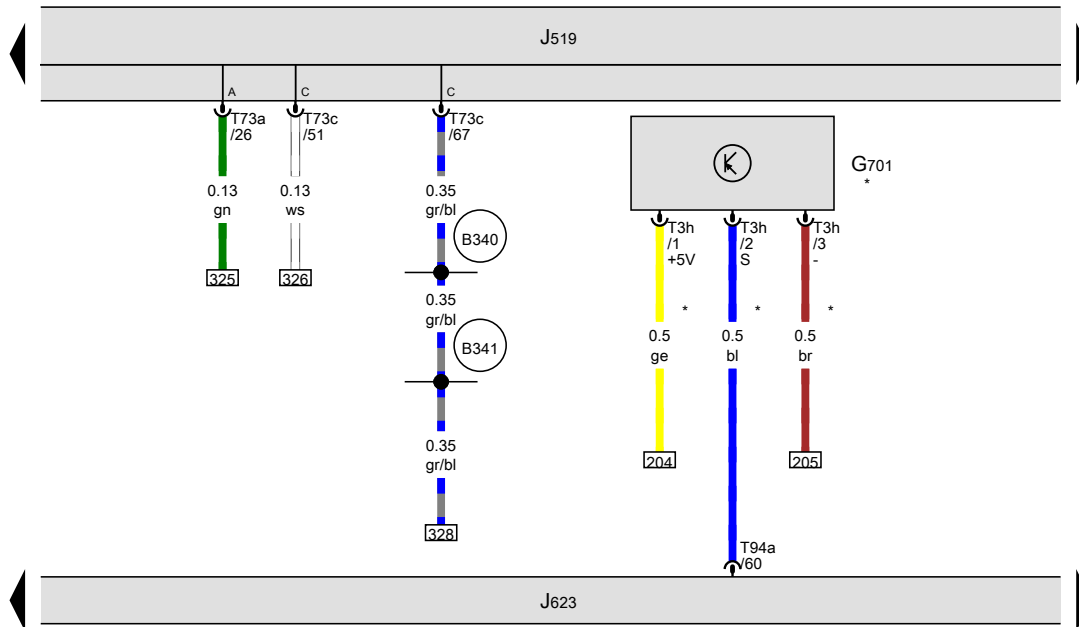 J519
A
C
C
T73a
/26
T73c
/51
T73c
/67
G701
*
0.13
gn
0.13
ws
0.35
gr/bl
T3h
/1
+5V
T3h
/2
S
T3h
/3
-
B340
325
326
0.35
gr/bl
*
*
*
B341
0.5
ge
0.5
bl
0.5
br
0.35
gr/bl
204
205
328
T94a
/60
J623